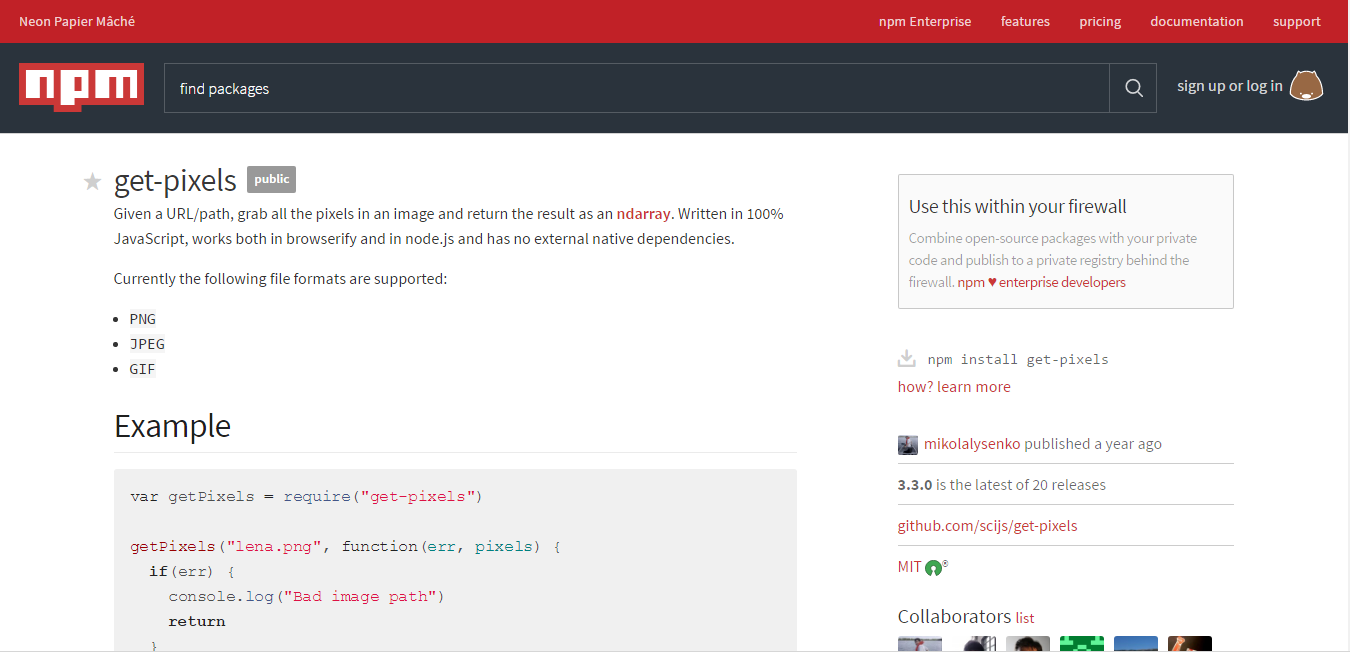 Neon Papier Mâché
npm Enterprise features pricing documentation support
npm
find packages
sign up or log in
get-pixels public
Given a URL/path, grab all the pixels in an image and return the result as an ndarray. Written in 100%
JavaScript, works both in browserify and in node.js and has no external native dependencies.
Currently the following file formats are supported:
PNG
JPEG
GIF
Example
var getPixels = require("get-pixels")
getPixels("lena.png", function(err, pixels) {
if(err) {
console.log("Bad image path")
return
}
Use this within your firewall
Combine open-source packages with your private
code and publish to a private registry behind the
firewall. npm ♥ enterprise developers
npm install get-pixels
how? learn more
mikolalysenko published a year ago
3.3.0 is the latest of 20 releases
github.com/scijs/get-pixels
MIT ®
Collaborators list